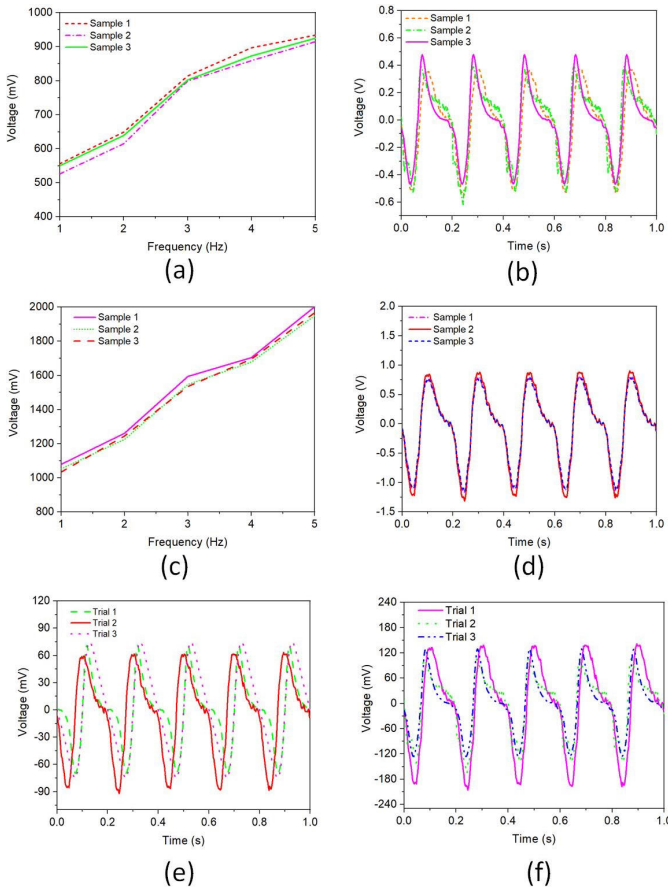 Sample 1
Sample 2
Sample 3
Voltage (mV)
1000
900
800
700
600
500
400
1 2 3 4 5
Frequency (Hz)
(a)
Sample 1
Sample 2
Sample 3
Voltage (V)
0.8
0.6
0.4
0.2
0.0
-0.2
-0.4
-0.6
0.0 0.2 0.4 0.6 0.8 1.0
Time (s)
(b)
Sample 1
Sample 2
Sample 3
Voltage (mV)
2000
1800
1600
1400
1200
1000
800
1 2 3 4 5
Frequency (Hz)
(c)
Sample 1
Sample 2
Sample 3
Voltage (V)
2.0
1.5
1.0
0.5
0.0
-0.5
-1.0
-1.5
0.0 0.2 0.4 0.6 0.8 1.0
Time (s)
(d)
Trial 1
Trial 2
Trial 3
Voltage (mV)
120
90
60
30
0
-30
-60
-90
0.0 0.2 0.4 0.6 0.8 1.0
Time (s)
(e)
Trial 1
Trial 2
Trial 3
Voltage (mV)
240
180
120
60
0
-60
-120
-180
-240
0.0 0.2 0.4 0.6 0.8 1.0
Time (s)
(f)